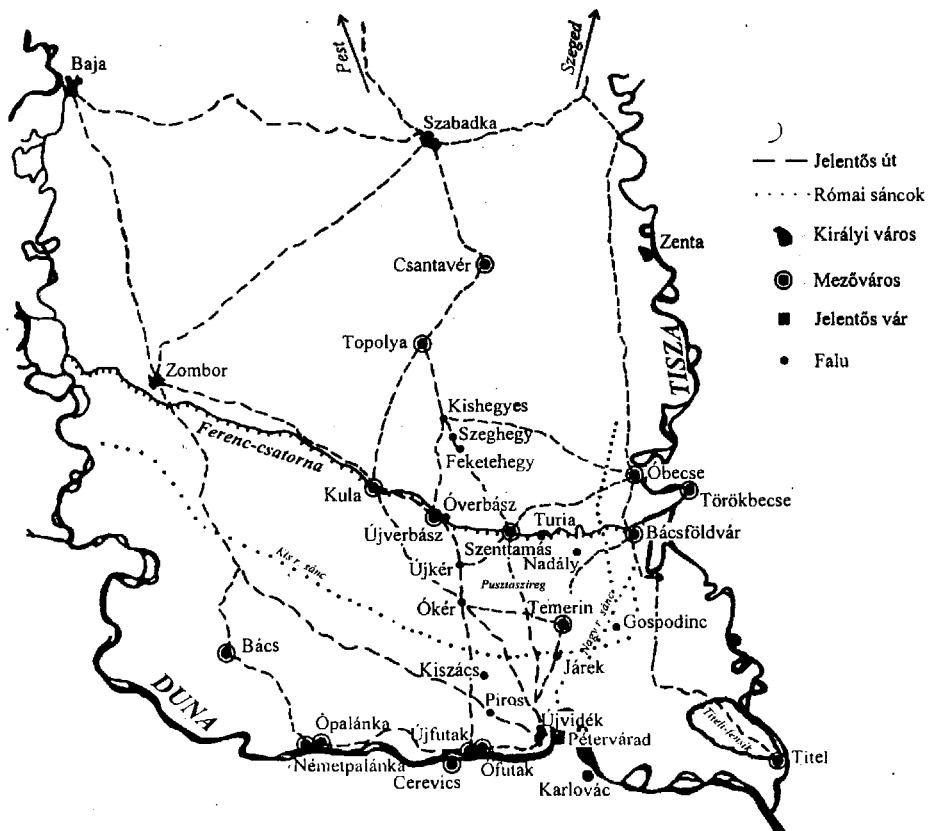 Baja
Pest
Szeged
Szabadka
Jelentős út
Római sáncok
Királyi város
Mezőváros
Jelentős vár
Falu
Zenta
Csantavér
TISZA
Topolya
Zombor
Kishegyes
Szeghegy
Feketehegy
Ferenc-csatorna
Kula
Óbecse
Törökbecse
Óverbász
Újverbász
Turia
Szenttamás
Bácsföldvár
Nadály
Kis r. sánc
Újkér
Pusztaszireg
Ókér
Temerin
Nagy r. sánc
Gospodinc
Bács
Járek
Kiszács
Piros
DUNA
Ópalánka
Újfutak
Újvidék
Pétervárad
Titeli-fensík
Titel
Németpalánka
Cerevics
Ófutak
Karlovác